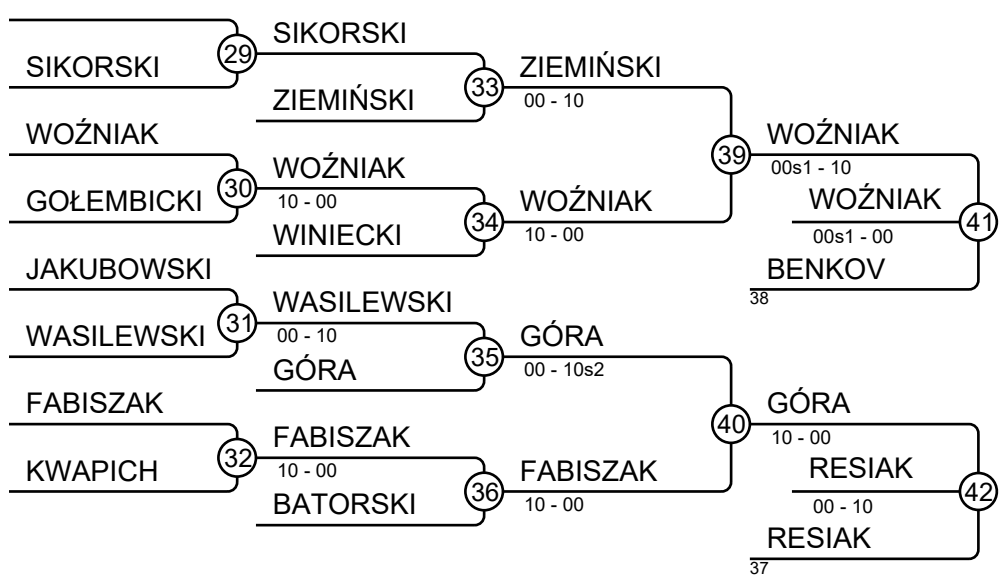 SIKORSKI
29
SIKORSKI
ZIEMIŃSKI
33
ZIEMIŃSKI
00 - 10
WOŹNIAK
GOŁEMBICKI
30
WOŹNIAK
10 - 00
WINIECKI
34
WOŹNIAK
10 - 00
39
WOŹNIAK
00s1 - 10
WOŹNIAK
00s1 - 00
41
BENKOV
38
JAKUBOWSKI
WASILEWSKI
31
WASILEWSKI
00 - 10
GÓRA
35
GÓRA
00 - 10s2
FABISZAK
KWAPICH
32
FABISZAK
10 - 00
BATORSKI
36
FABISZAK
10 - 00
40
GÓRA
10 - 00
RESIAK
00 - 10
42
RESIAK
37